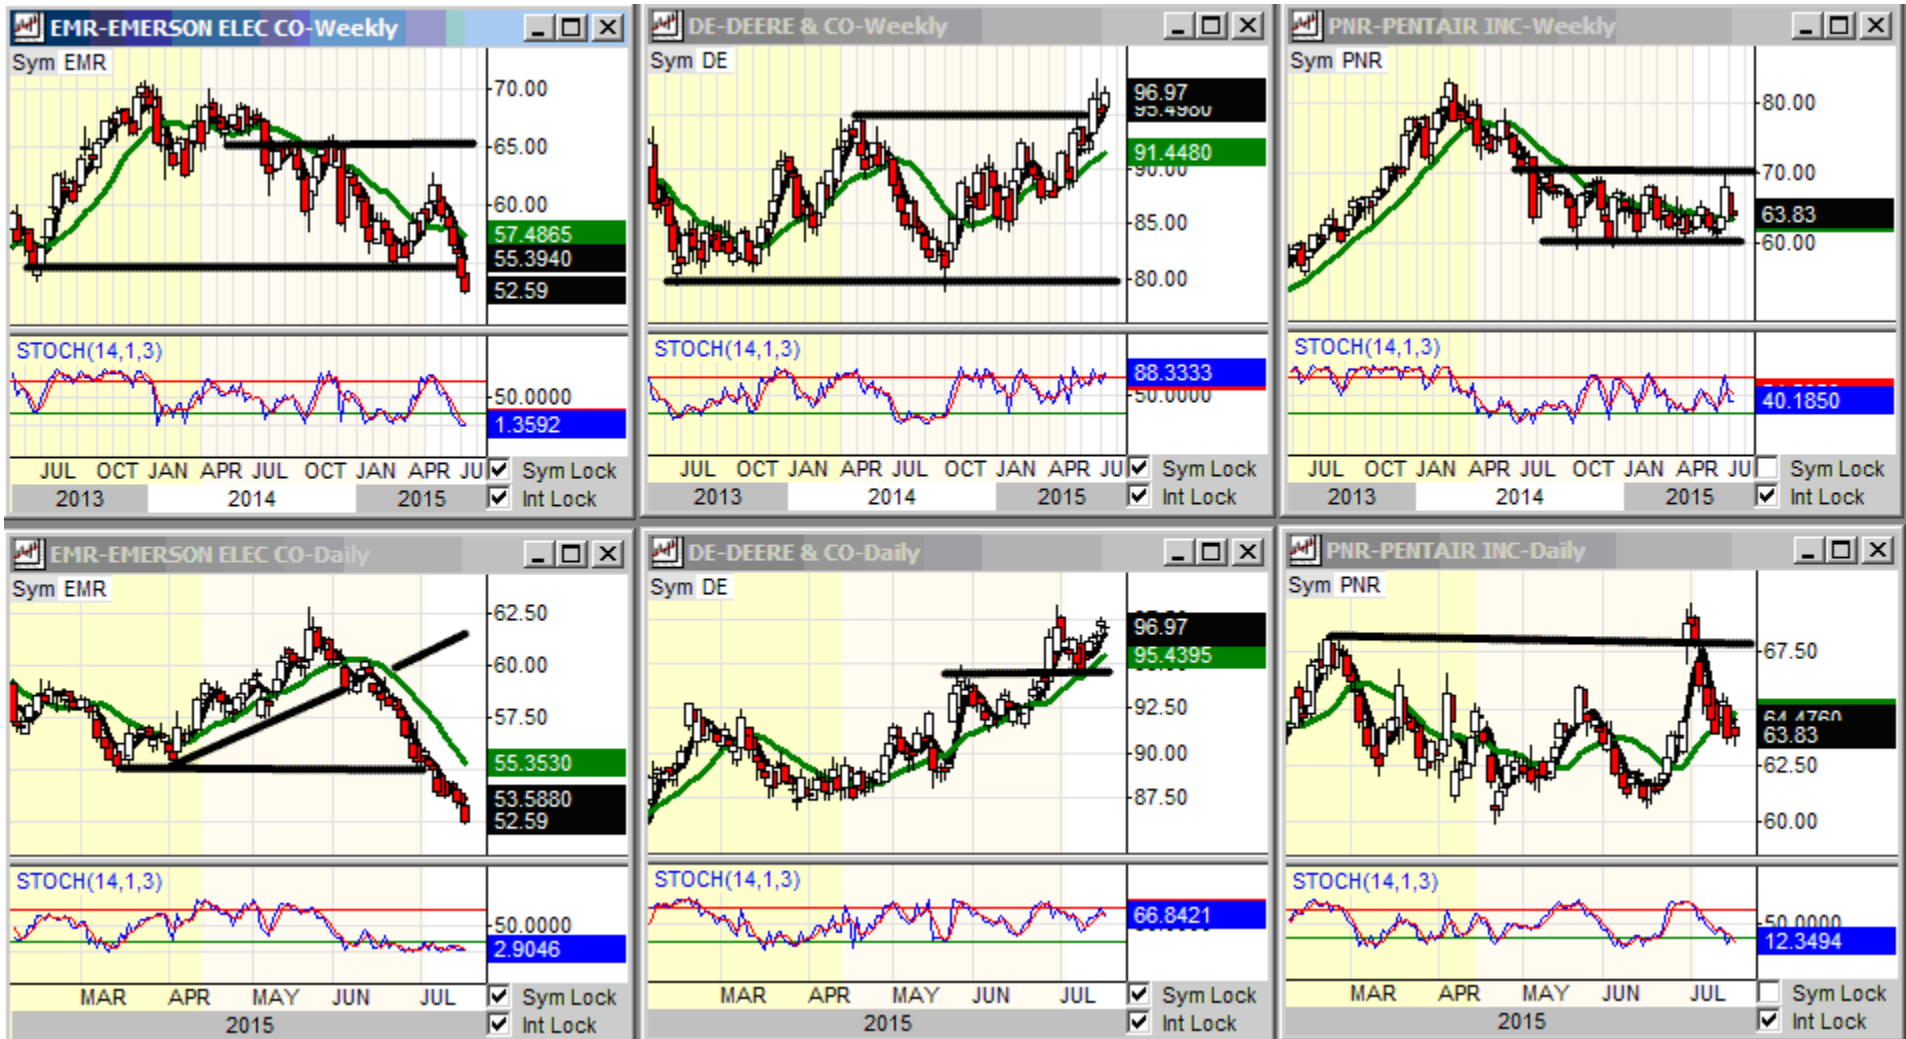 EMR-EMERSON ELEC CO-Weekly
Sym EMR
70.00
65.00
60.00
57.4865
55.3940
52.59
STOCH(14,1,3)
50.0000
1.3592
JUL OCT JAN APR JUL OCT JAN APR JU
Sym Lock
2013 2014 2015
Int Lock
DE-DEERE & CO-Weekly
Sym DE
96.97
95.4980
91.4480
90.00
85.00
80.00
STOCH(14,1,3)
88.3333
50.0000
JUL OCT JAN APR JUL OCT JAN APR JU
Sym Lock
2013 2014 2015
Int Lock
PNR-PENTAIR INC-Weekly
Sym PNR
80.00
70.00
63.83
60.00
STOCH(14,1,3)
40.1850
JUL OCT JAN APR JUL OCT JAN APR JU
Sym Lock
2013 2014 2015
Int Lock
EMR-EMERSON ELEC CO-Daily
Sym EMR
62.50
60.00
57.50
55.3530
53.5880
52.59
STOCH(14,1,3)
50.0000
2.9046
MAR APR MAY JUN JUL
Sym Lock
2015
Int Lock
DE-DEERE & CO-Daily
Sym DE
96.97
95.4395
92.50
90.00
87.50
STOCH(14,1,3)
66.8421
MAR APR MAY JUN JUL
Sym Lock
2015
Int Lock
PNR-PENTAIR INC-Daily
Sym PNR
67.50
64.4760
63.83
62.50
60.00
STOCH(14,1,3)
50.0000
12.3494
MAR APR MAY JUN JUL
Sym Lock
2015
Int Lock